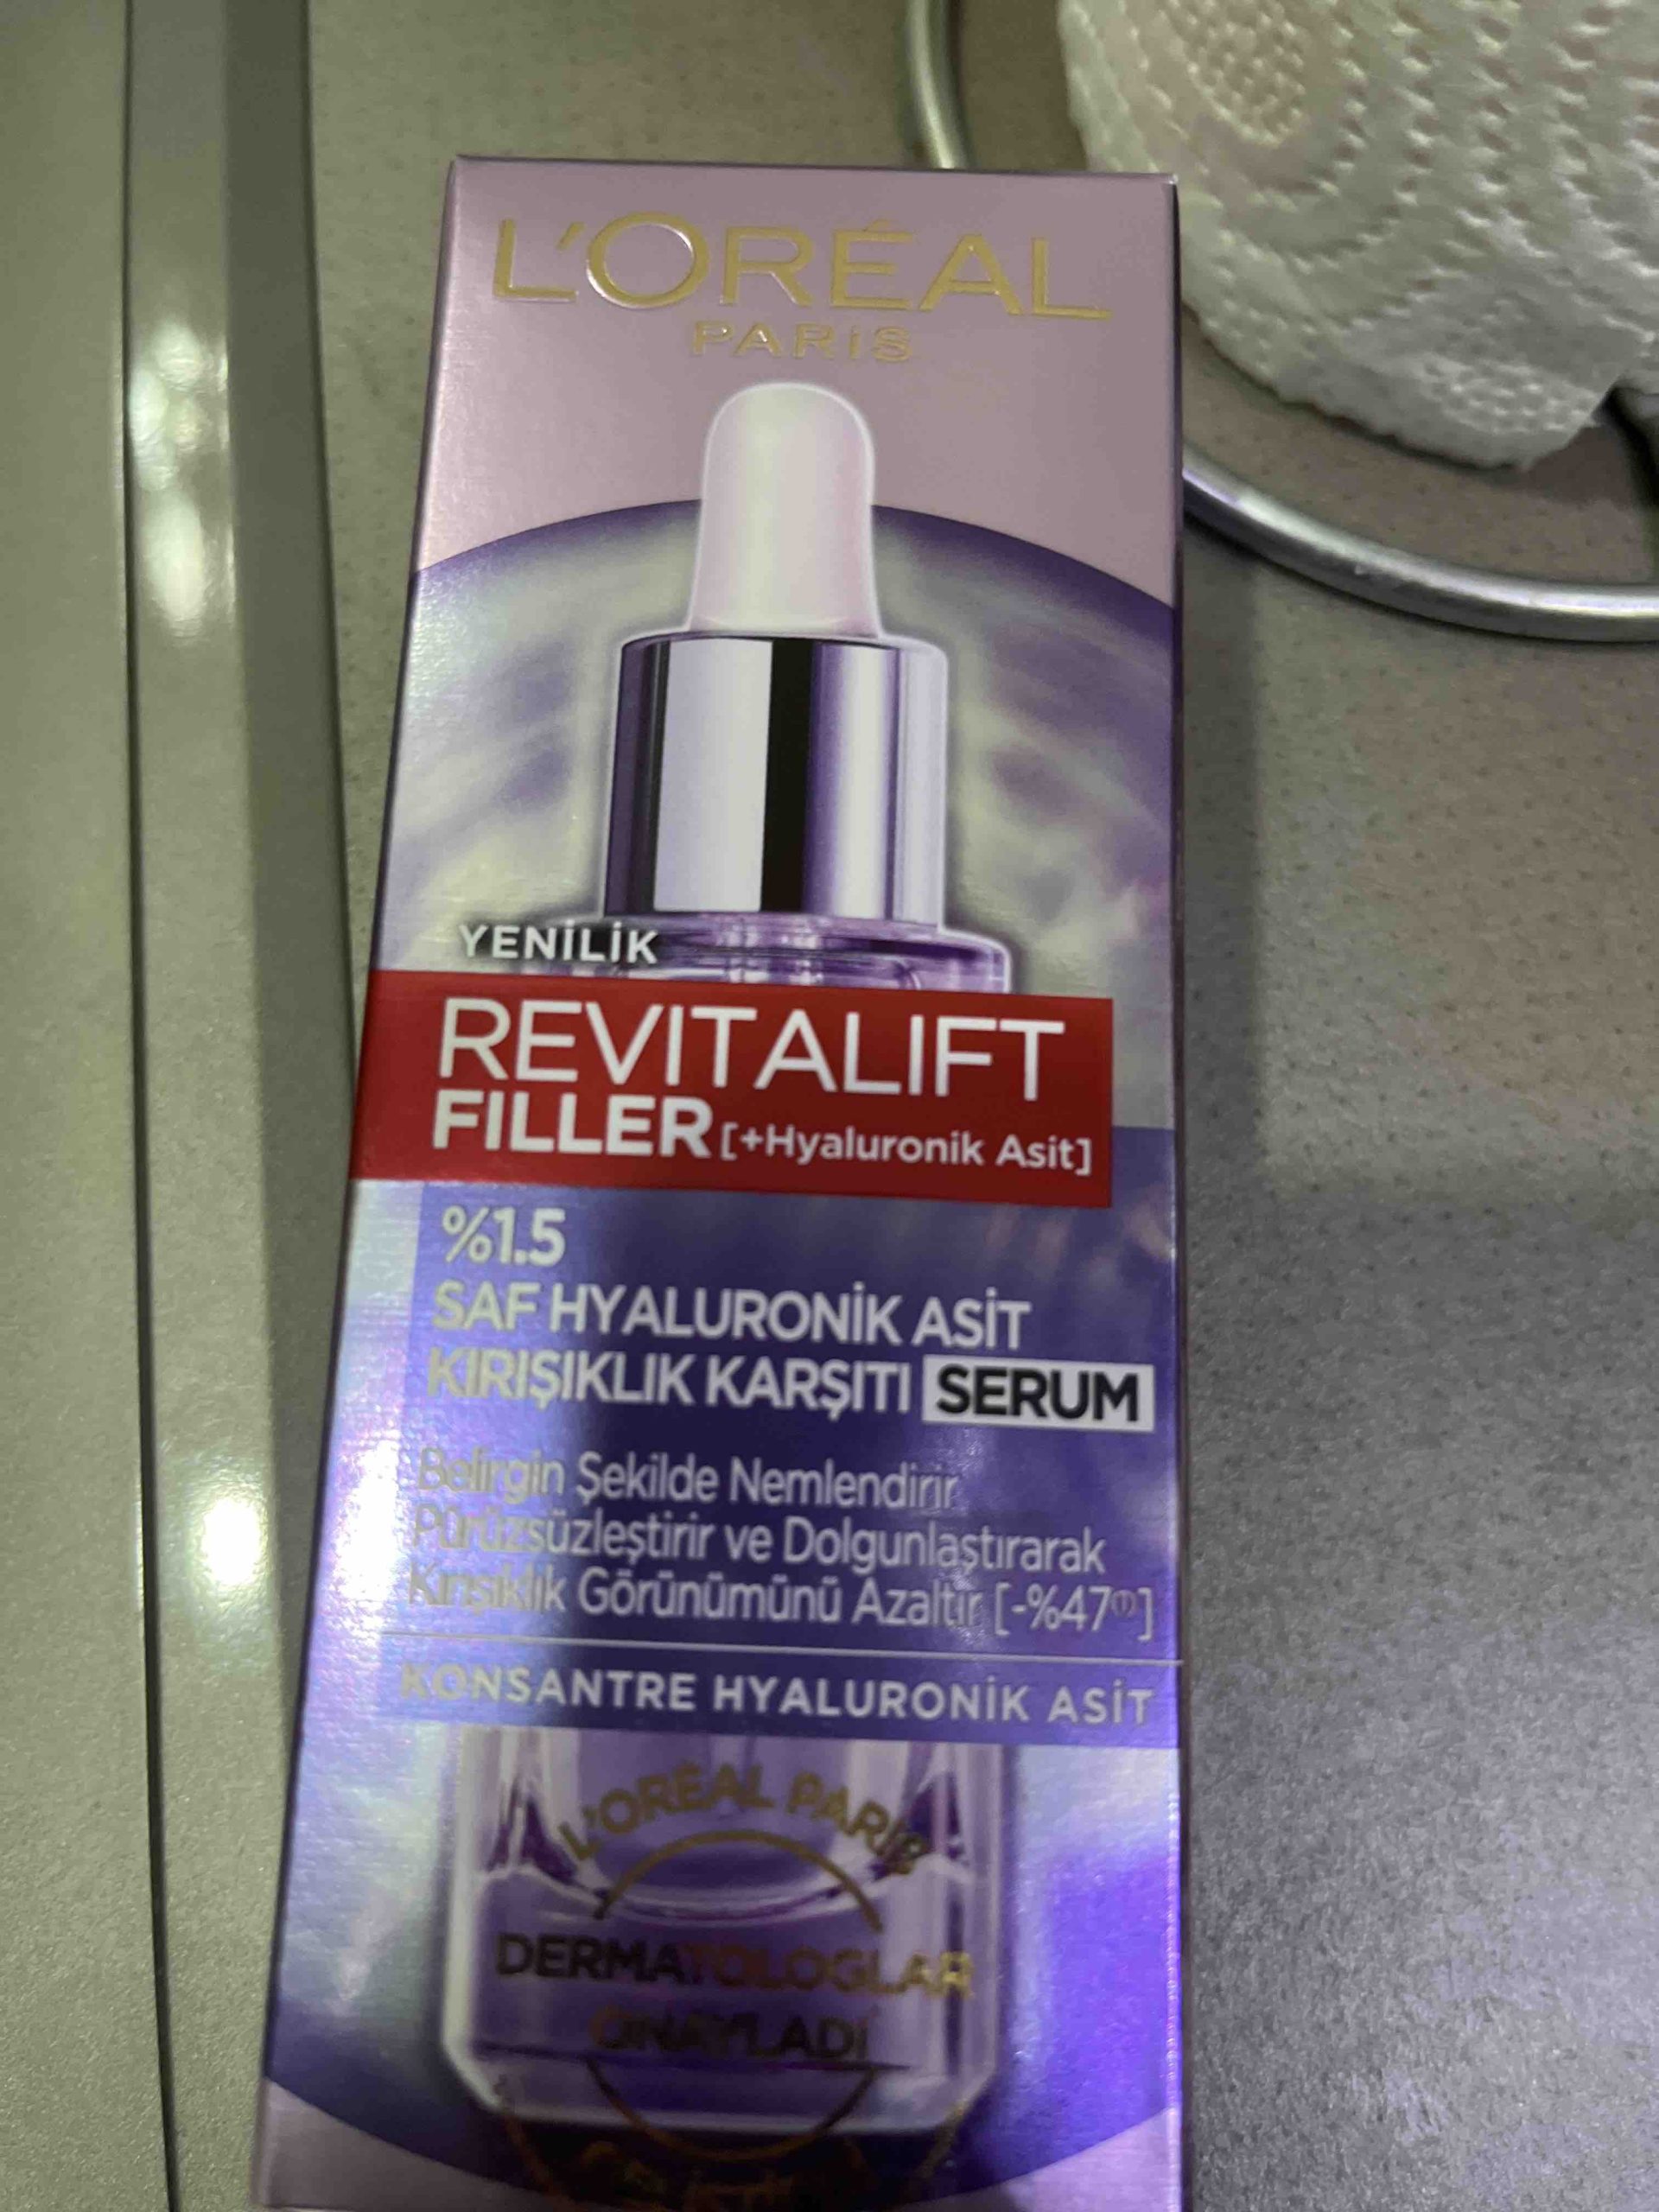 L'ORÉAL
PARIS
YENİLİK
REVITALIFT
FILLER [+Hyaluronik Asit]
%1.5
SAF HYALURONİK ASİT
KIRIŞIKLIK KARŞITI SERUM
Belirgin Şekilde Nemlendirir
Pürüzsüzleştirir ve Dolgunlaştırarak
Kırışıklık Görünümünü Azaltır [-%47⁽¹⁾]
KONSANTRE HYALURONİK ASİT
L'ORÉAL PARIS
DERMATOLOGLAR
ONAYLADI